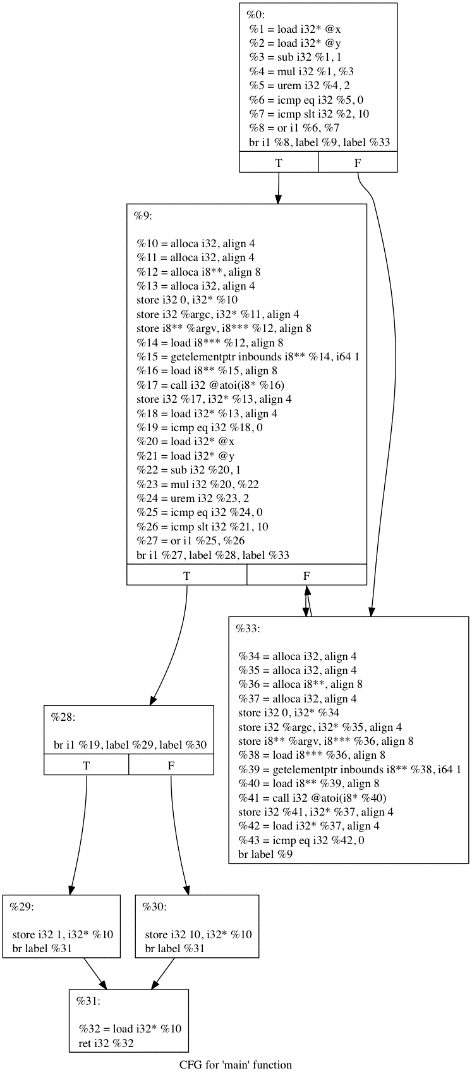 %0:
%1 = load i32* @x
%2 = load i32* @y
%3 = sub i32 %1, 1
%4 = mul i32 %1, %3
%5 = urem i32 %4, 2
%6 = icmp eq i32 %5, 0
%7 = icmp slt i32 %2, 10
%8 = or i1 %6, %7
br i1 %8, label %9, label %33
T F
%9:
%10 = alloca i32, align 4
%11 = alloca i32, align 4
%12 = alloca i8**, align 8
%13 = alloca i32, align 4
store i32 0, i32* %10
store i32 %argc, i32* %11, align 4
store i8** %argv, i8*** %12, align 8
%14 = load i8*** %12, align 8
%15 = getelementptr inbounds i8** %14, i64 1
%16 = load i8** %15, align 8
%17 = call i32 @atoi(i8* %16)
store i32 %17, i32* %13, align 4
%18 = load i32* %13, align 4
%19 = icmp eq i32 %18, 0
%20 = load i32* @x
%21 = load i32* @y
%22 = sub i32 %20, 1
%23 = mul i32 %20, %22
%24 = urem i32 %23, 2
%25 = icmp eq i32 %24, 0
%26 = icmp slt i32 %21, 10
%27 = or i1 %25, %26
br i1 %27, label %28, label %33
T F
%33:
%34 = alloca i32, align 4
%35 = alloca i32, align 4
%36 = alloca i8**, align 8
%37 = alloca i32, align 4
store i32 0, i32* %34
store i32 %argc, i32* %35, align 4
store i8** %argv, i8*** %36, align 8
%38 = load i8*** %36, align 8
%39 = getelementptr inbounds i8** %38, i64 1
%40 = load i8** %39, align 8
%41 = call i32 @atoi(i8* %40)
store i32 %41, i32* %37, align 4
%42 = load i32* %37, align 4
%43 = icmp eq i32 %42, 0
br label %9
%28:
br i1 %19, label %29, label %30
T F
%29:
store i32 1, i32* %10
br label %31
%30:
store i32 10, i32* %10
br label %31
%31:
%32 = load i32* %10
ret i32 %32
CFG for 'main' function